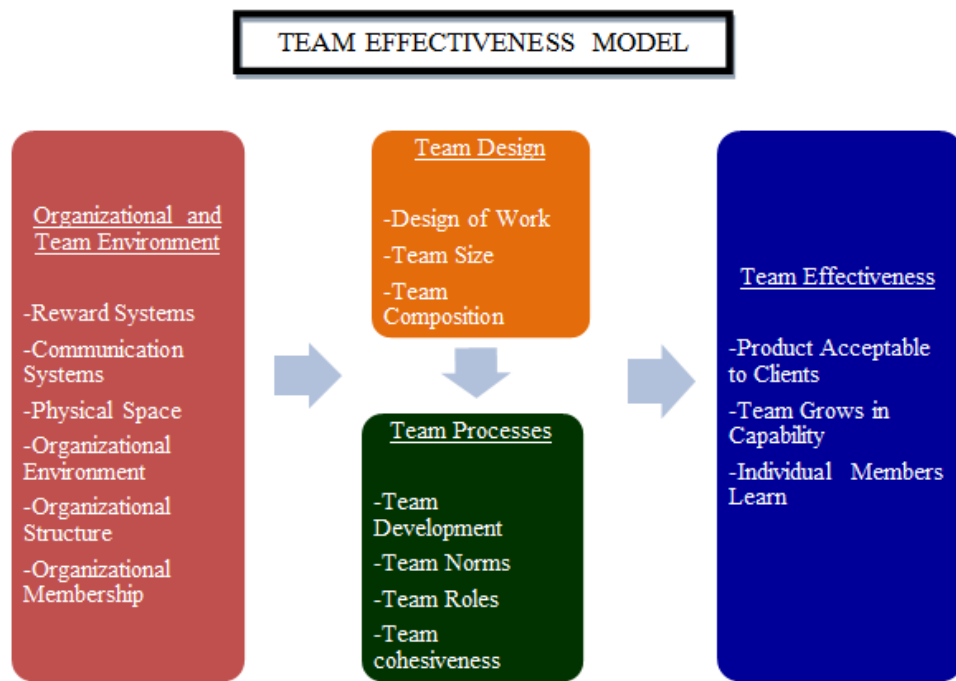 TEAM EFFECTIVENESS MODEL
Organizational and
Team Environment
-Reward Systems
-Communication
Systems
-Physical Space
-Organizational
Environment
-Organizational
Structure
-Organizational
Membership
Team Design
-Design of Work
-Team Size
-Team
Composition
Team Processes
-Team
Development
-Team Norms
-Team Roles
-Team
cohesiveness
Team Effectiveness
-Product Acceptable
to Clients
-Team Grows in
Capability
-Individual Members
Learn